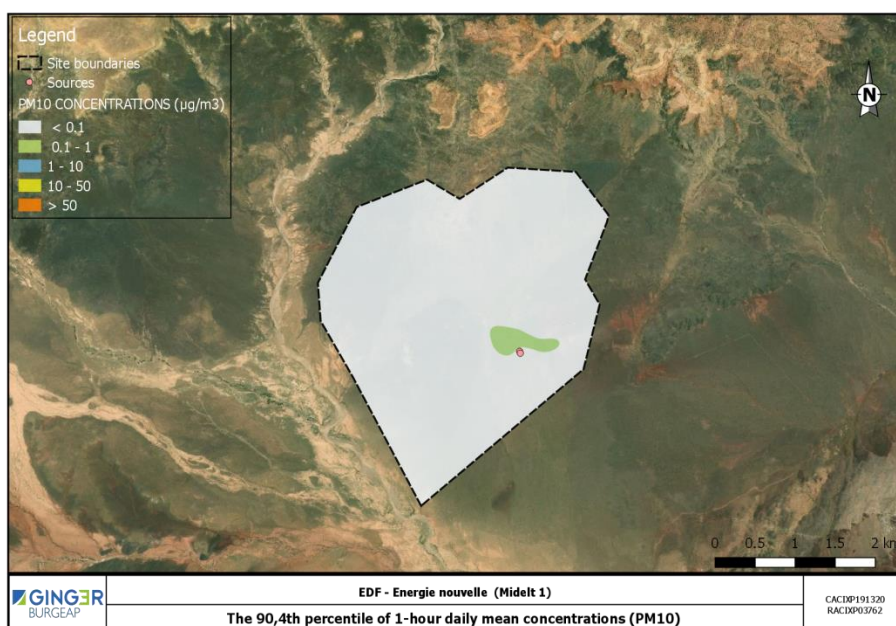 Legend
Site boundaries
Sources
PM10 CONCENTRATIONS (µg/m3)
< 0.1
0.1 - 1
1 - 10
10 - 50
> 50
N
0 0.5 1 1.5 2 km
GINGER
BURGEAP
EDF - Energie nouvelle (Midelt 1)
The 90,4th percentile of 1-hour daily mean concentrations (PM10)
CACIXP191320
RACIXP03762